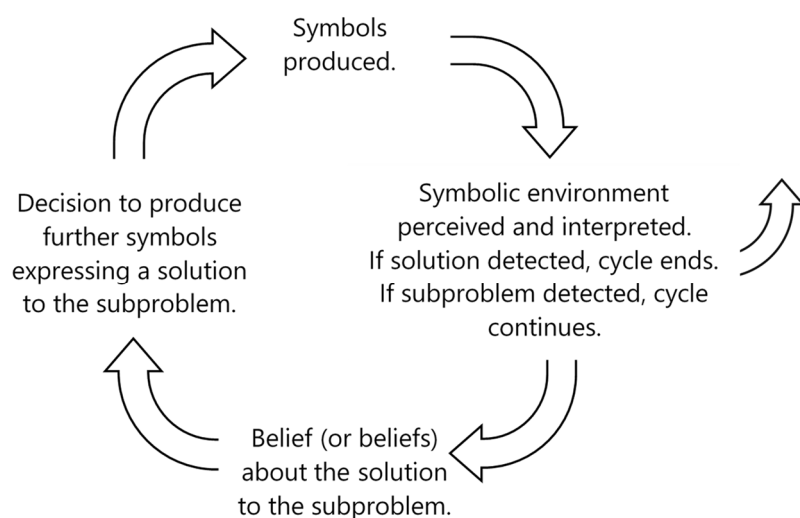 Symbols
produced.
Symbolic environment
perceived and interpreted.
If solution detected, cycle ends.
If subproblem detected, cycle
continues.
Belief (or beliefs)
about the solution
to the subproblem.
Decision to produce
further symbols
expressing a solution
to the subproblem.